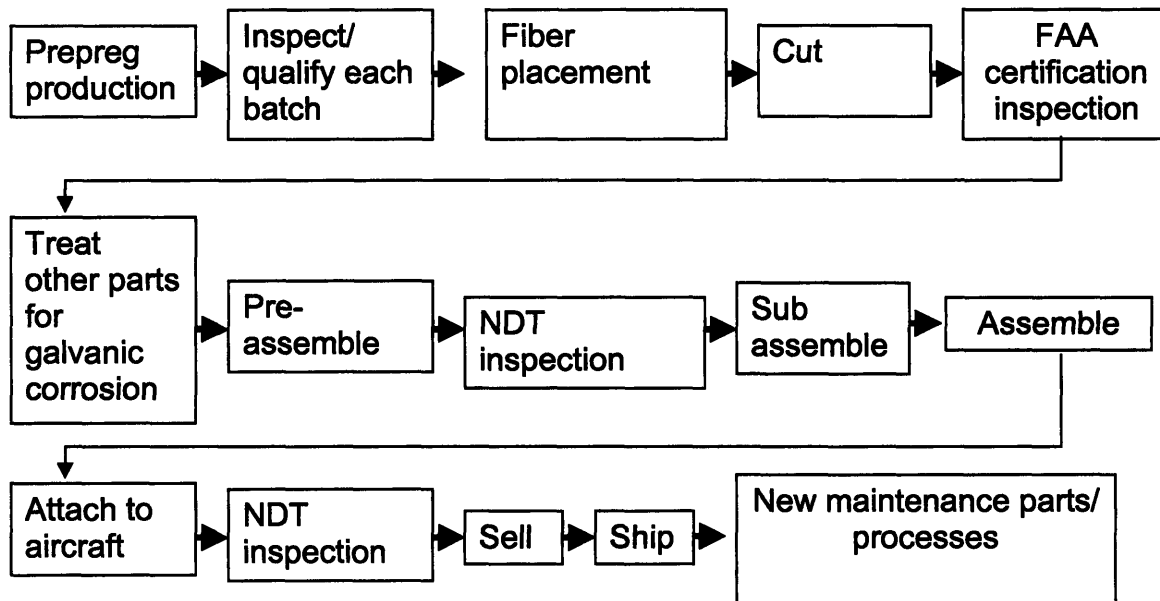 Prepreg
production
Inspect/
qualify each
batch
Fiber
placement
Cut
FAA
certification
inspection
Treat
other parts
for
galvanic
corrosion
Pre-
assemble
NDT
inspection
Sub
assemble
Assemble
Attach to
aircraft
NDT
inspection
Sell
Ship
New maintenance parts/
processes